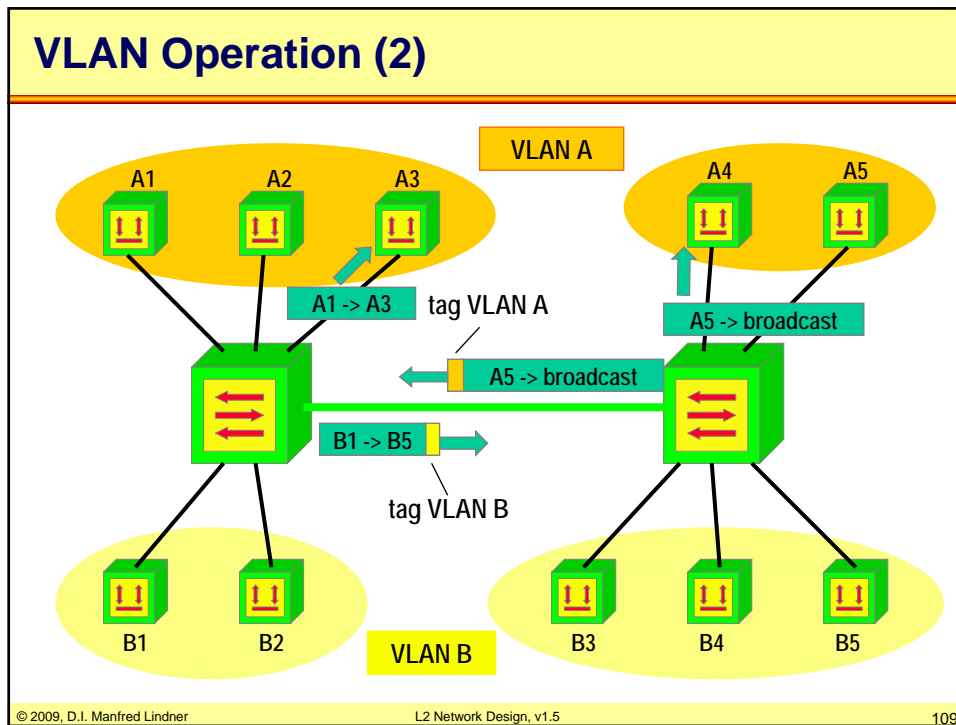 VLAN Operation (2)
VLAN A
A1
A2
A3
A4
A5
A1 -> A3
tag VLAN A
A5 -> broadcast
A5 -> broadcast
B1 -> B5
tag VLAN B
B1
B2
B3
B4
B5
VLAN B
© 2009, D.I. Manfred Lindner
L2 Network Design, v1.5
109